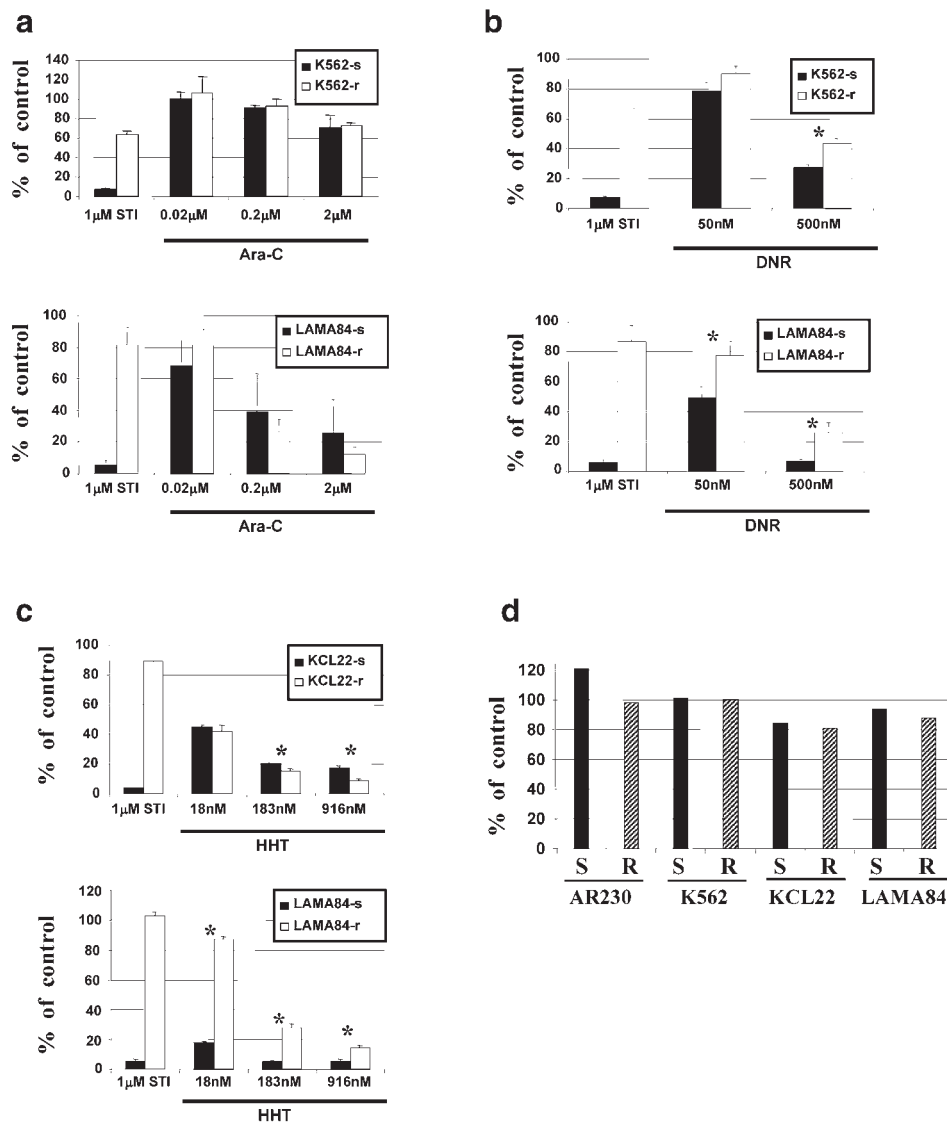 a
% of control
140
120
100
80
60
40
20
0
K562-s
K562-r
1μM STI 0.02μM 0.2μM 2μM
Ara-C
% of control
100
80
60
40
20
0
LAMA84-s
LAMA84-r
1μM STI 0.02μM 0.2μM 2μM
Ara-C
b
% of control
100
80
60
40
20
0
K562-s
K562-r
*
1μM STI 50nM 500nM
DNR
% of control
100
80
60
40
20
0
LAMA84-s
LAMA84-r
* *
1μM STI 50nM 500nM
DNR
c
% of control
100
80
60
40
20
0
KCL22-s
KCL22-r
* *
1μM STI 18nM 183nM 916nM
HHT
% of control
120
100
80
60
40
20
0
LAMA84-s
LAMA84-r
* * *
1μM STI 18nM 183nM 916nM
HHT
d
% of control
120
100
80
60
40
20
0
S R S R S R S R
AR230 K562 KCL22 LAMA84